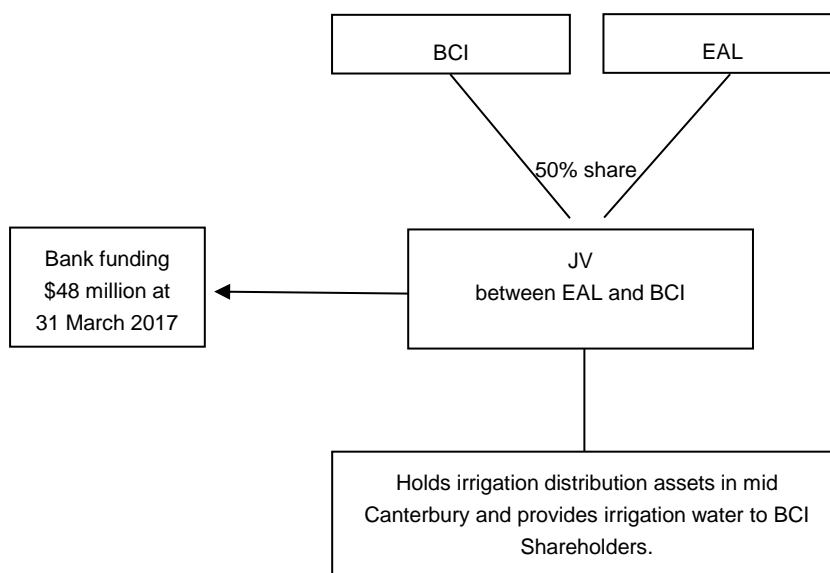 BCI
EAL
50% share
Bank funding
$48 million at
31 March 2017
JV
between EAL and BCI
Holds irrigation distribution assets in mid
Canterbury and provides irrigation water to BCI
Shareholders.